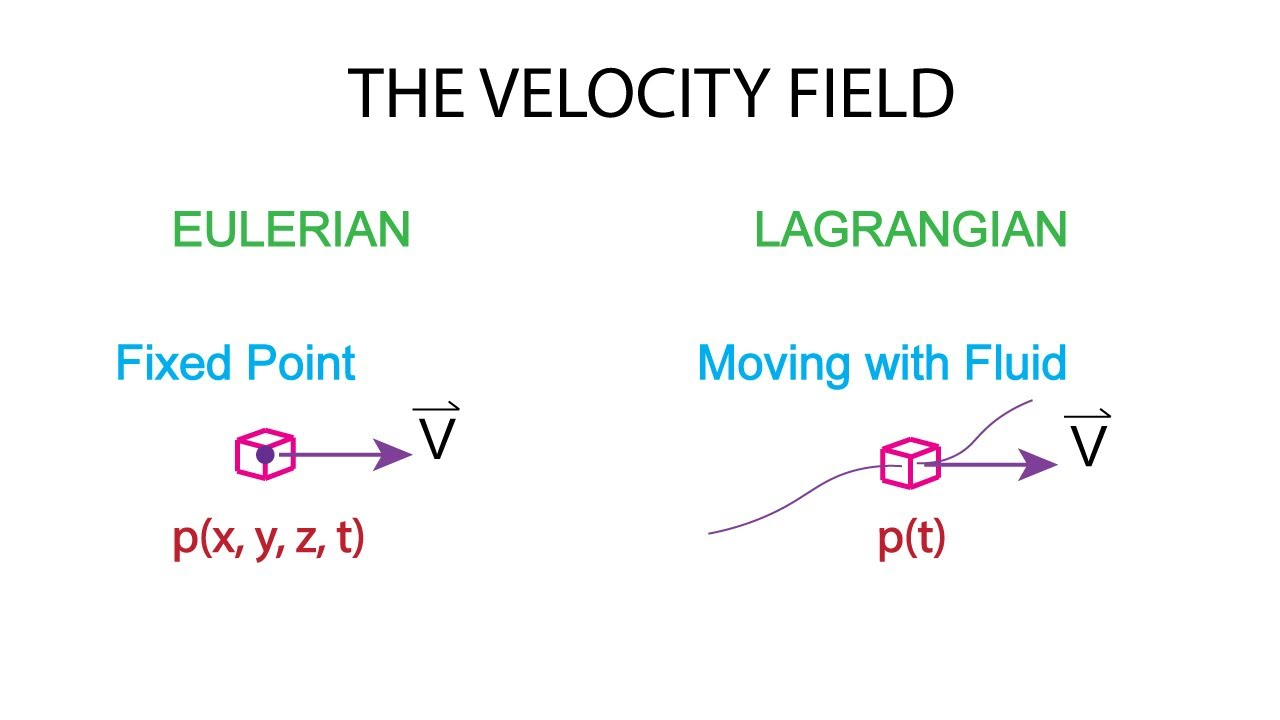 THE VELOCITY FIELD
EULERIAN
LAGRANGIAN
Fixed Point
Moving with Fluid
V
V
p(x, y, z, t)
p(t)